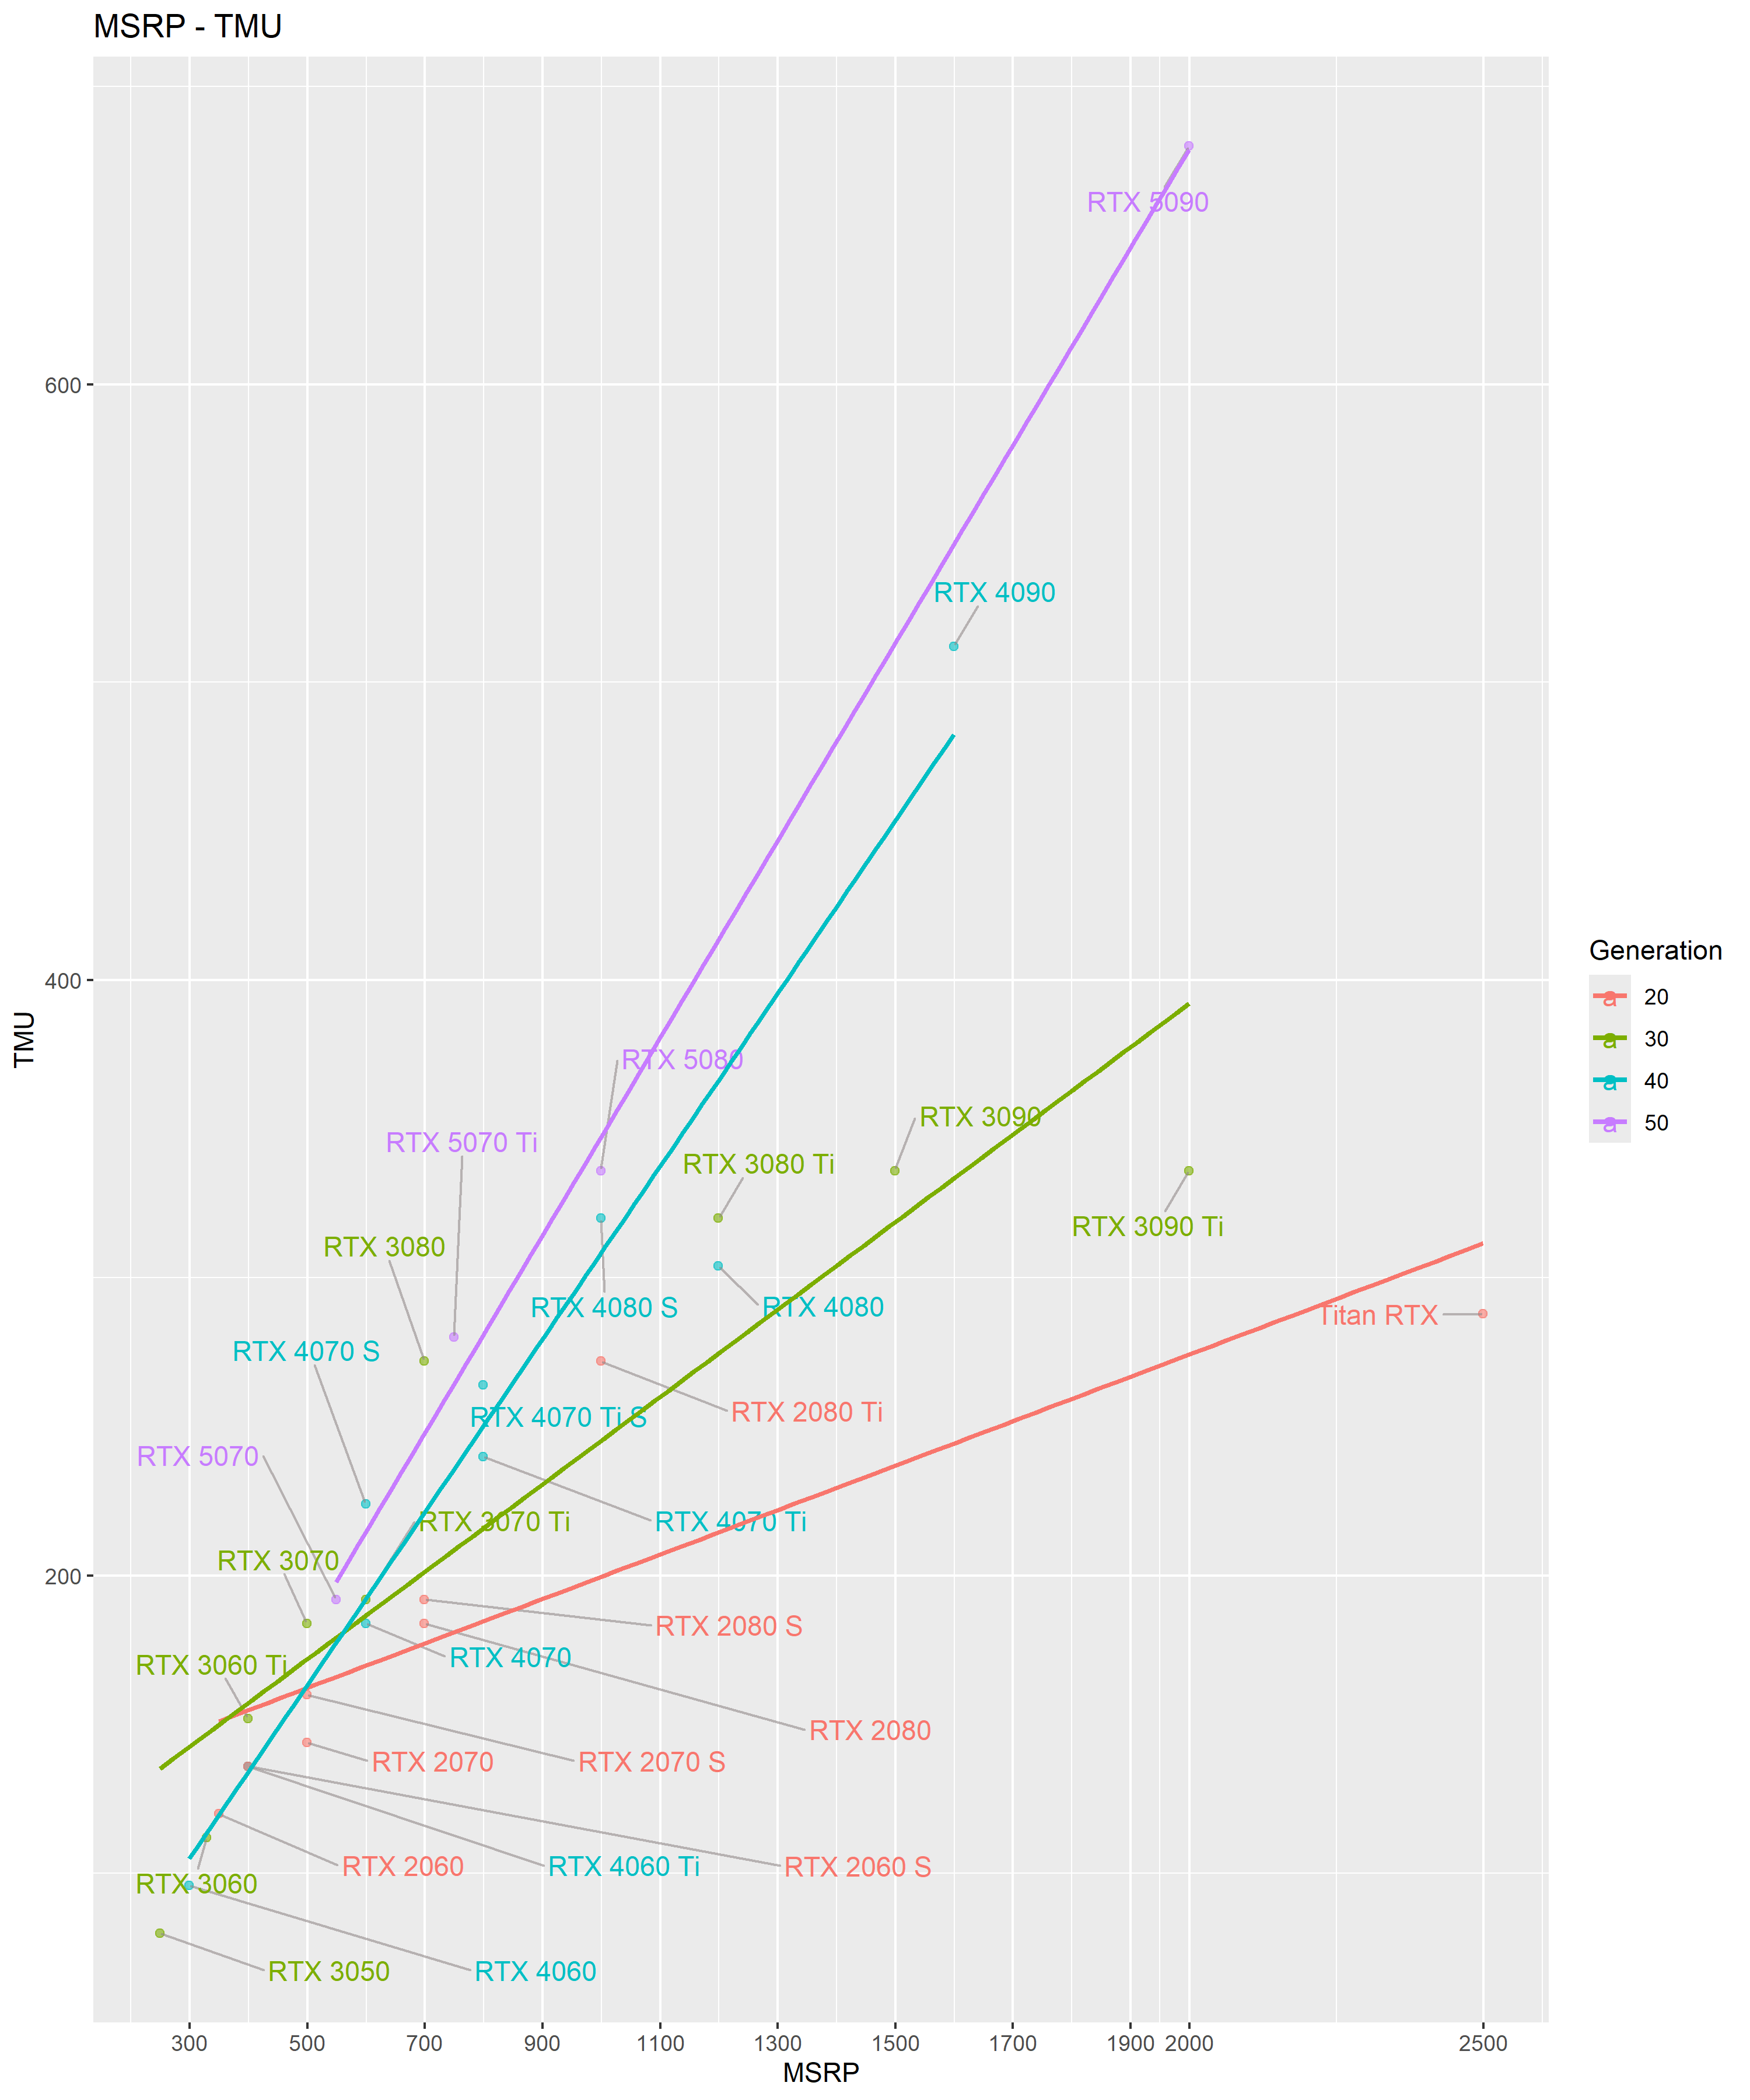 MSRP - TMU
RTX 5090
600
RTX 4090
400
RTX 5080
RTX 3090
RTX 5070 Ti
RTX 3080 Ti
RTX 3090 Ti
RTX 3080
RTX 4080 S
RTX 4080
Titan RTX
RTX 4070 S
RTX 2080 Ti
RTX 4070 Ti S
RTX 5070
RTX 3070 Ti
RTX 4070 Ti
RTX 3070
200
RTX 2080 S
RTX 4070
RTX 3060 Ti
RTX 2080
RTX 2070
RTX 2070 S
RTX 2060
RTX 4060 Ti
RTX 2060 S
RTX 3060
RTX 3050
RTX 4060
TMU
300 500 700 900 1100 1300 1500 1700 1900 2000 2500
MSRP
Generation
a 20
a 30
a 40
a 50